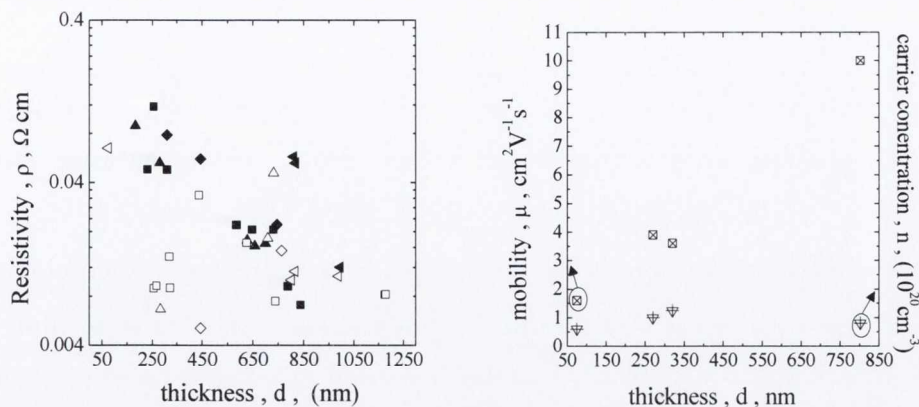 0.4
0.04
0.004
Resistivity , ρ , Ω cm
50 250 450 650 850 1050 1250
thickness , d , (nm)
11
10
9
8
7
6
5
4
3
2
1
0
mobility , μ , cm²V⁻¹s⁻¹
carrier conentration , n , (10²⁰ cm⁻³)
50 150 250 350 450 550 650 750 850
thickness , d , nm